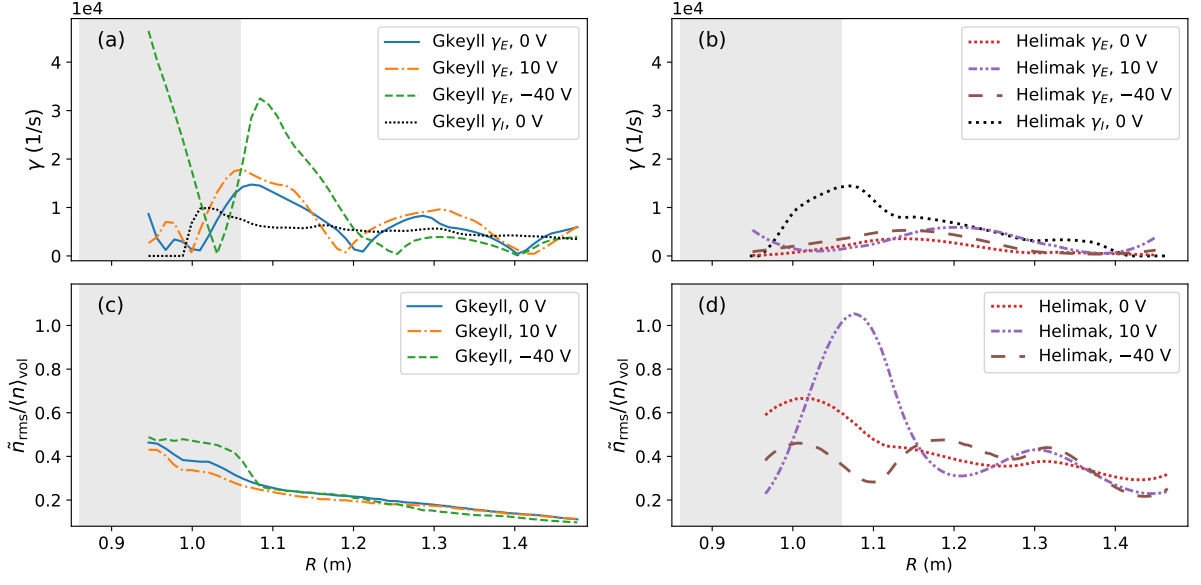 1e4
(a)
Gkeyll γE, 0 V
Gkeyll γE, 10 V
Gkeyll γE, −40 V
Gkeyll γI, 0 V
γ (1/s)
4
3
2
1
0
(b)
Helimak γE, 0 V
Helimak γE, 10 V
Helimak γE, −40 V
Helimak γI, 0 V
1e4
γ (1/s)
4
3
2
1
0
(c)
Gkeyll, 0 V
Gkeyll, 10 V
Gkeyll, −40 V
ñrms/⟨n⟩vol
1.0
0.8
0.6
0.4
0.2
0.9 1.0 1.1 1.2 1.3 1.4
R (m)
(d)
Helimak, 0 V
Helimak, 10 V
Helimak, −40 V
ñrms/⟨n⟩vol
1.0
0.8
0.6
0.4
0.2
0.9 1.0 1.1 1.2 1.3 1.4
R (m)